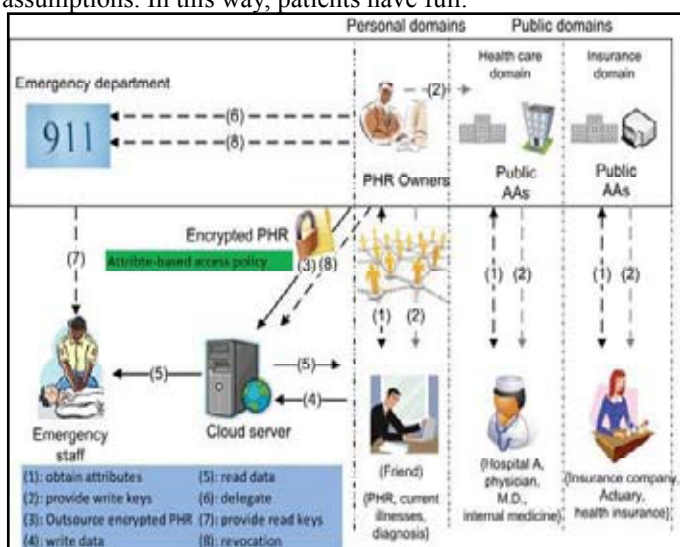 assumptions. In this way, patients have full.
Personal domains Public domains
Health care domain
Insurance domain
Emergency department
911
(6)
(8)
(2)
PHR Owners
Public AAs
Public AAs
Encrypted PHR
Attribte-based access policy
(3) (8)
(7)
(1) (2)
(1) (2)
(1) (2)
(5)
(5)
(4)
Emergency staff
Cloud server
(Friend)
(PHR, current illnesses, diagnosis)
(Hospital A, physician, M.D., internal medicine)
(Insurance company, Actuary, health insurance)
(1): obtain attributes
(2): provide write keys
(3): Outsource encrypted PHR
(4): write data
(5): read data
(6): delegate
(7): provide read keys
(8): revocation